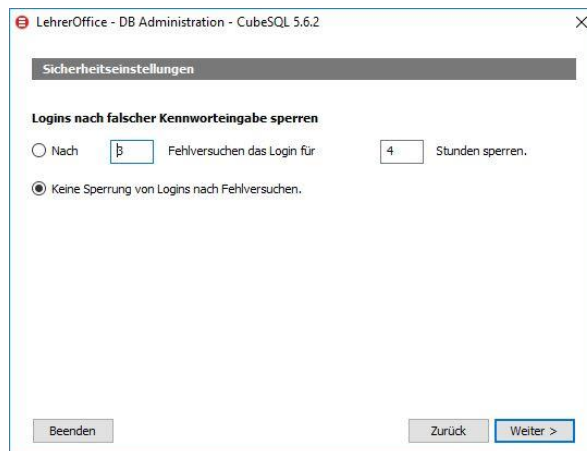 LehrerOffice - DB Administration - CubeSQL 5.6.2
Sicherheitseinstellungen
Logins nach falscher Kennworteingabe sperren
Nach 3 Fehlversuchen das Login für 4 Stunden sperren.
Keine Sperrung von Logins nach Fehlversuchen.
Beenden Zurück Weiter >